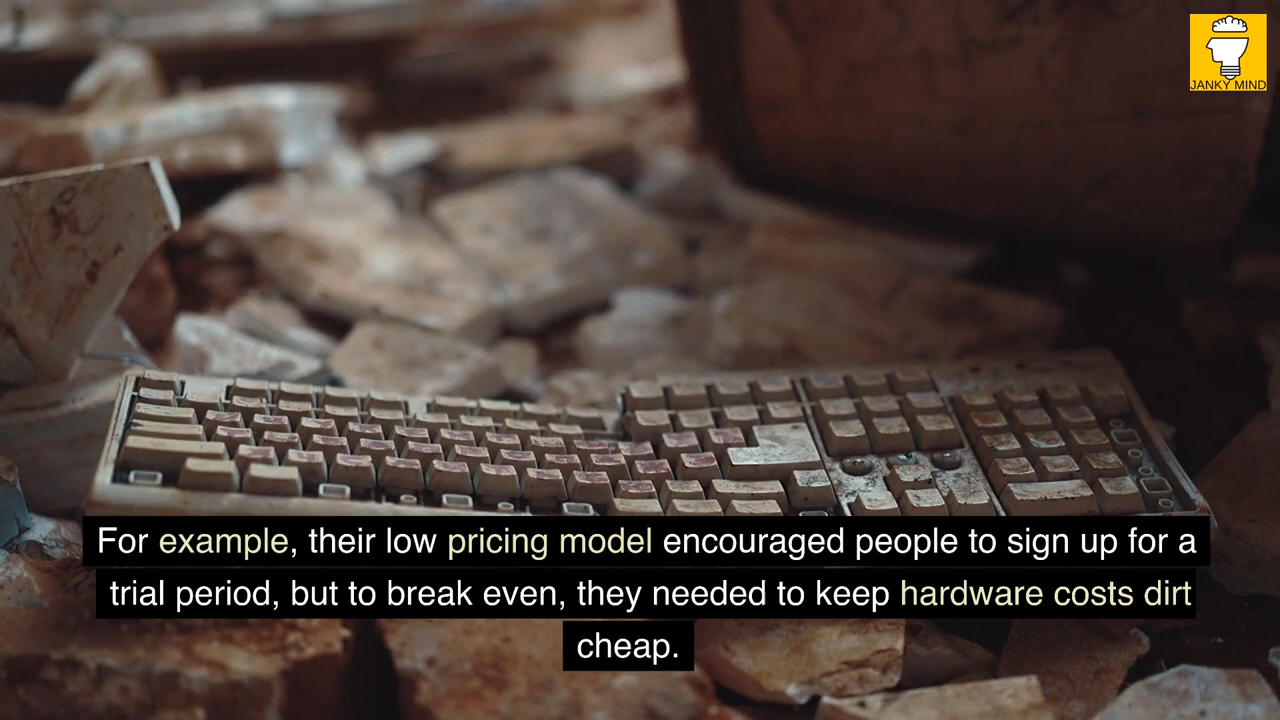 JANKY MIND
For example, their low pricing model encouraged people to sign up for a
trial period, but to break even, they needed to keep hardware costs dirt
cheap.